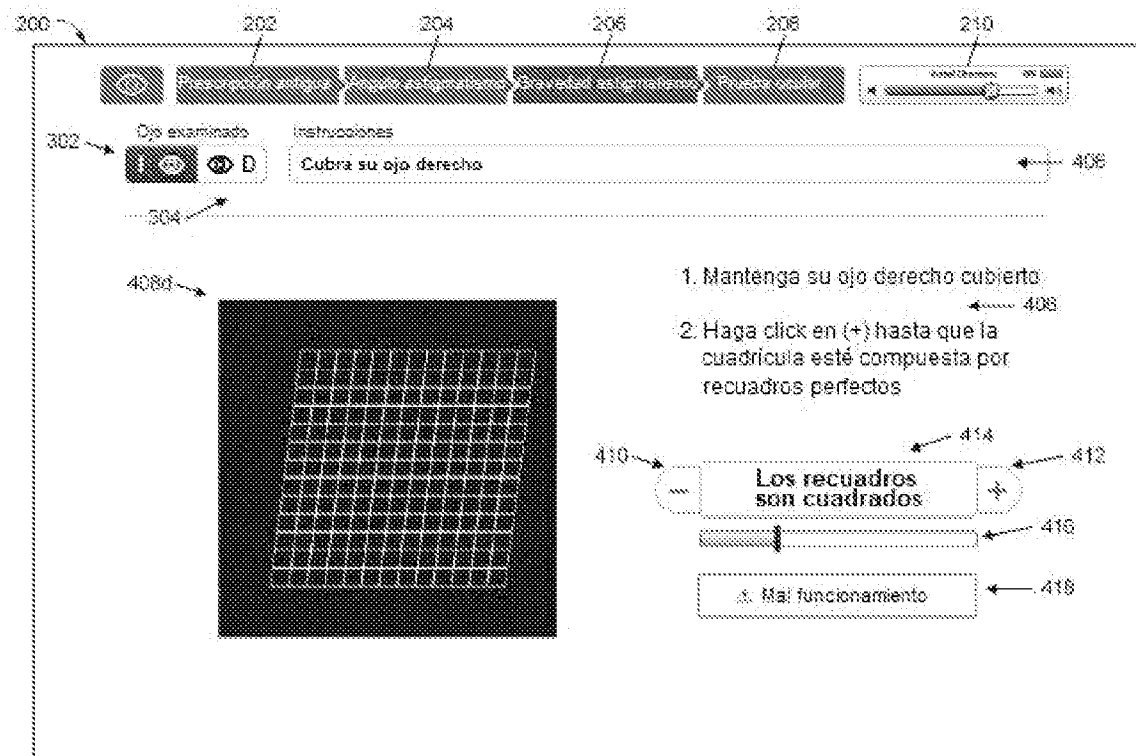 200 202 204 206 208 210
302 Ojo examinado Instrucciones
I D Cubra su ojo derecho 406
304
408d 1. Mantenga su ojo derecho cubierto
406
2. Haga click en (+) hasta que la
cuadrícula esté compuesta por
recuadros perfectos
414
410 412
− Los recuadros +
son cuadrados
416
⚠ Mal funcionamiento 418